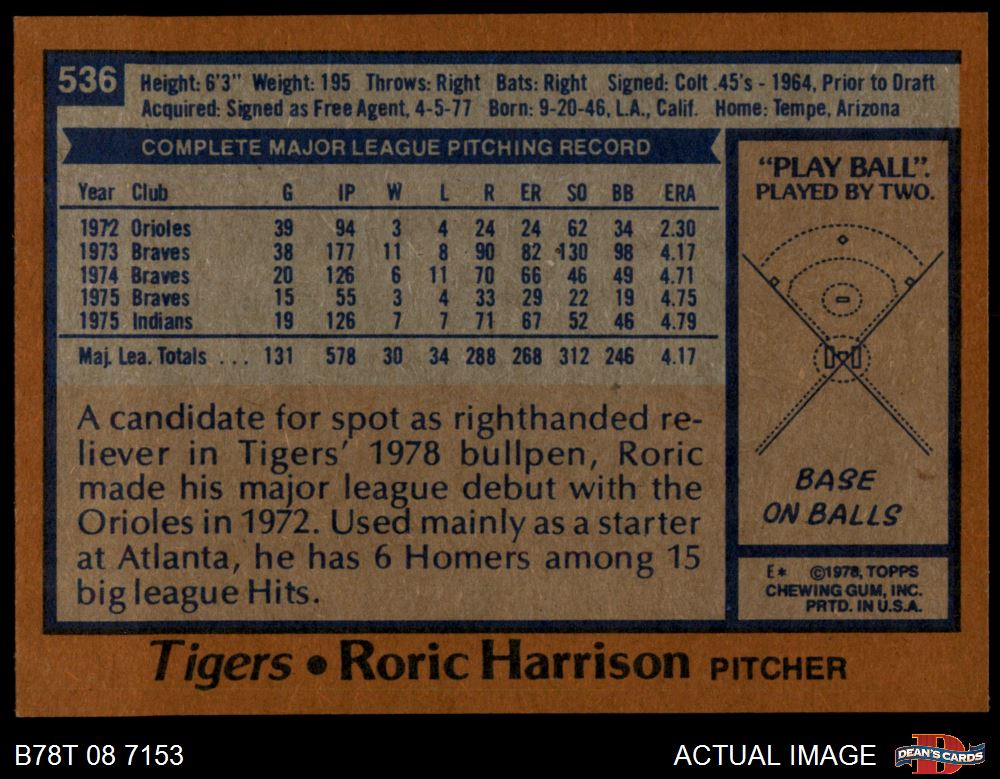 536
Height: 6'3" Weight: 195 Throws: Right Bats: Right Signed: Colt .45's - 1964, Prior to Draft
Acquired: Signed as Free Agent, 4-5-77 Born: 9-20-46, L.A., Calif. Home: Tempe, Arizona
COMPLETE MAJOR LEAGUE PITCHING RECORD
Year Club G IP W L R ER SO BB ERA
1972 Orioles 39 94 3 4 24 24 62 34 2.30
1973 Braves 38 177 11 8 90 82 130 98 4.17
1974 Braves 20 126 6 11 70 66 46 49 4.71
1975 Braves 15 55 3 4 33 29 22 19 4.75
1975 Indians 19 126 7 7 71 67 52 46 4.79
Maj. Lea. Totals ... 131 578 30 34 288 268 312 246 4.17
A candidate for spot as righthanded re-
liever in Tigers' 1978 bullpen, Roric
made his major league debut with the
Orioles in 1972. Used mainly as a starter
at Atlanta, he has 6 Homers among 15
big league Hits.
"PLAY BALL".
PLAYED BY TWO.
BASE
ON BALLS
E* ©1978, TOPPS
CHEWING GUM, INC.
PRTD. IN U.S.A.
Tigers • Roric Harrison PITCHER
B78T 08 7153
ACTUAL IMAGE
DEAN'S CARDS